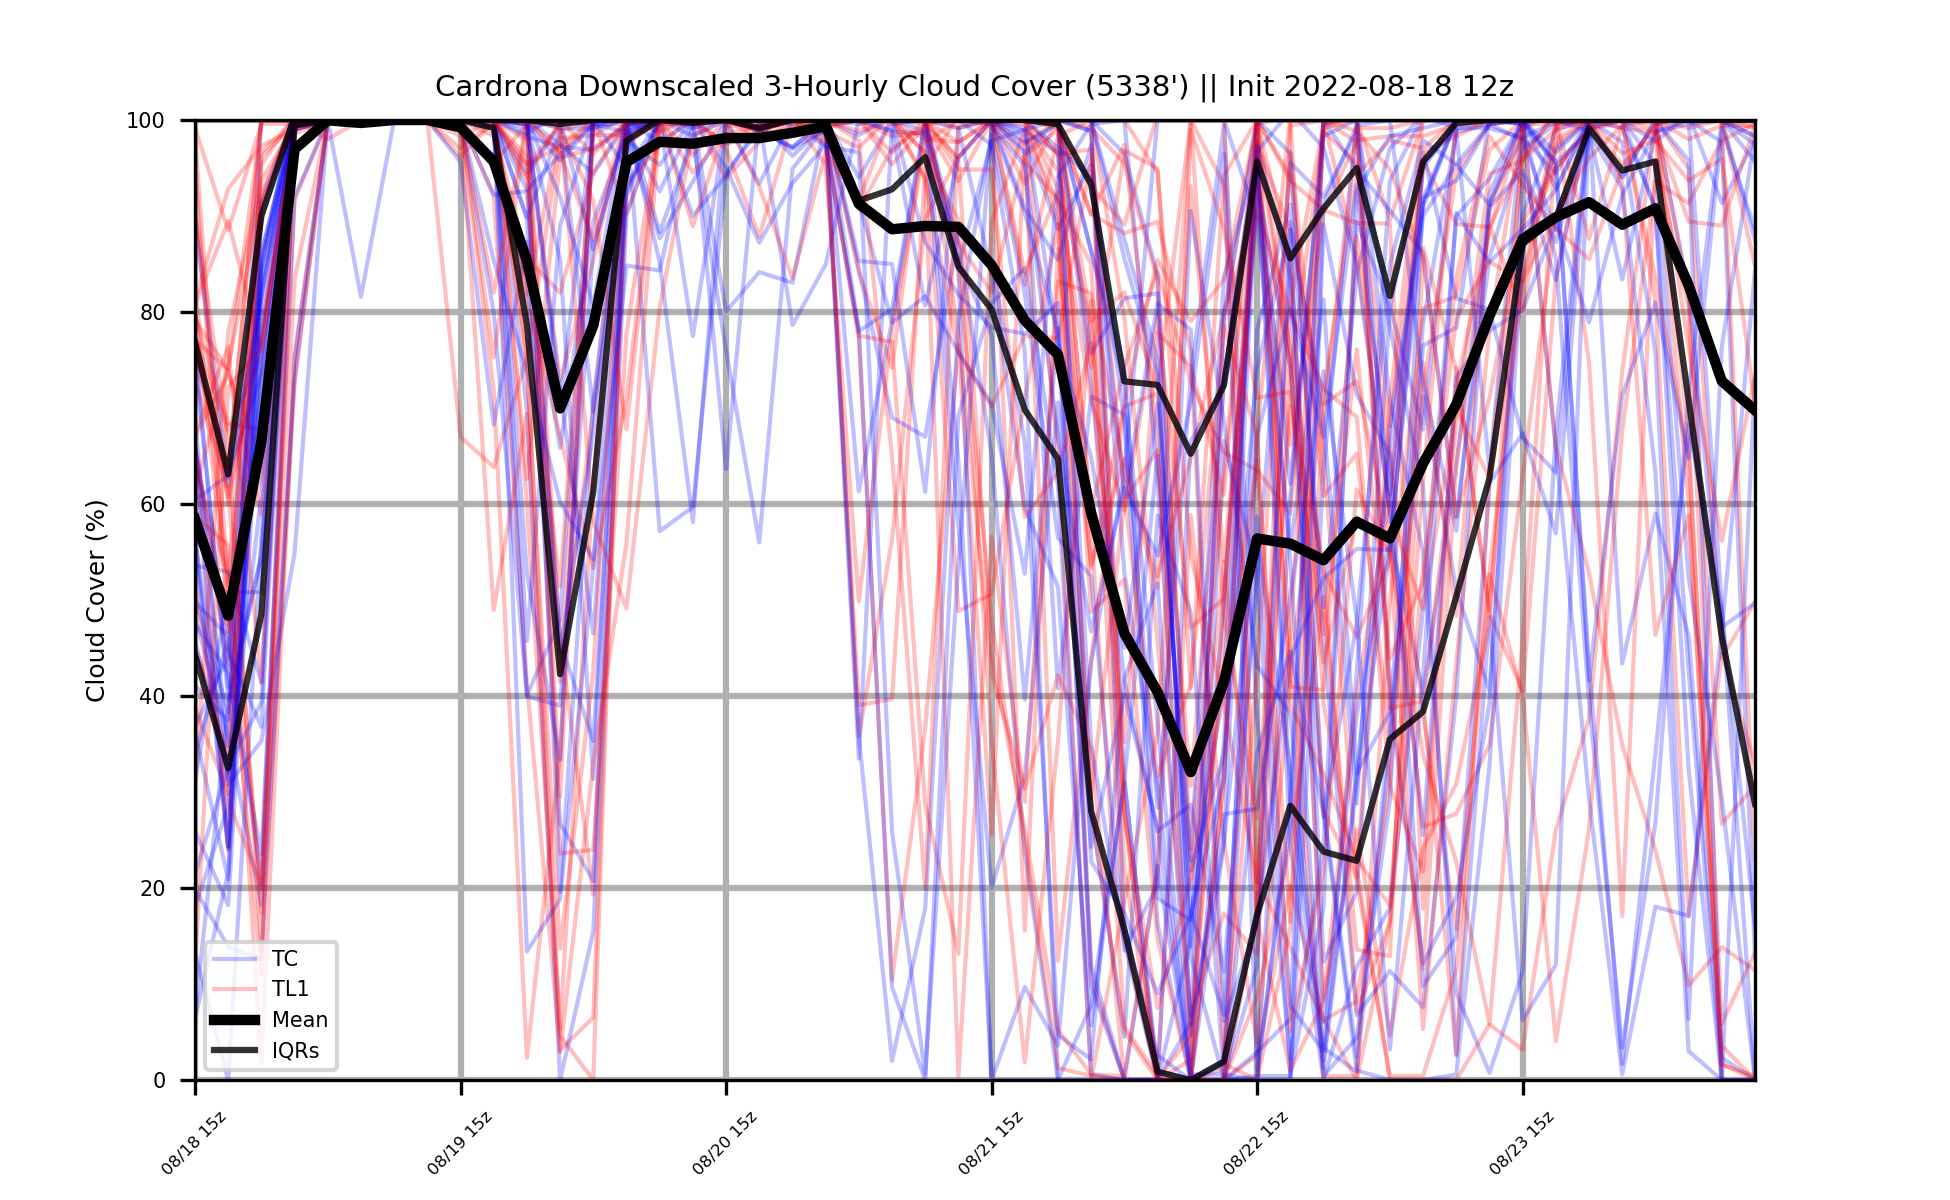 Cardrona Downscaled 3-Hourly Cloud Cover (5338') || Init 2022-08-18 12z
100
80
60
40
20
0
Cloud Cover (%)
TC
TL1
Mean
IQRs
08/18 15z
08/19 15z
08/20 15z
08/21 15z
08/22 15z
08/23 15z